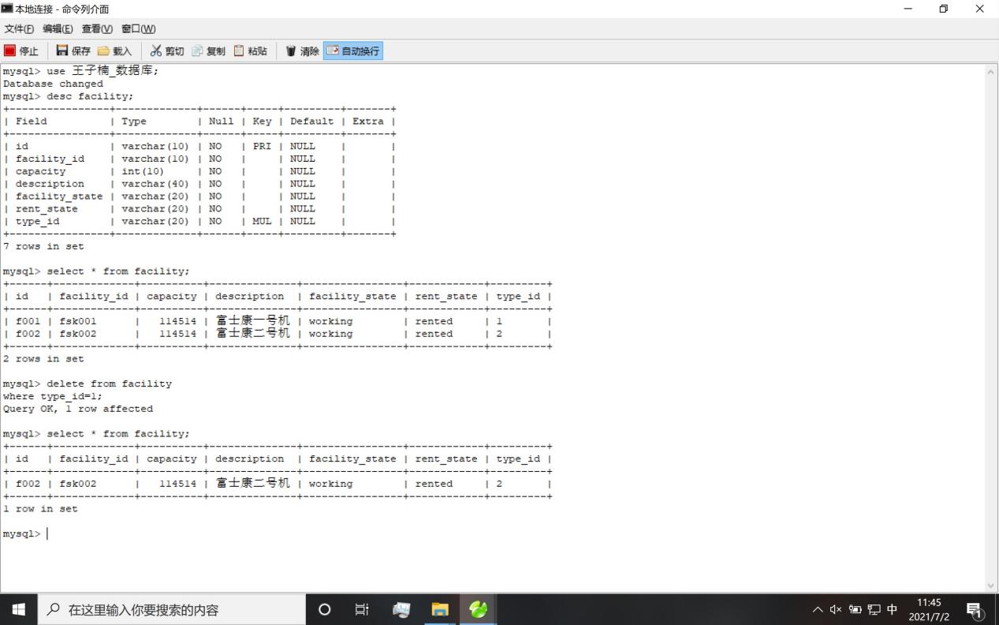 本地连接 - 命令列介面
文件(F) 编辑(E) 查看(V) 窗口(W)
停止 保存 载入 剪切 复制 粘贴 清除 自动换行
mysql> use 王子楠_数据库;
Database changed
mysql> desc facility;
+----------------+-------------+------+-----+---------+-------+
| Field          | Type        | Null | Key | Default | Extra |
+----------------+-------------+------+-----+---------+-------+
| id             | varchar(10) | NO   | PRI | NULL    |       |
| facility_id    | varchar(10) | NO   |     | NULL    |       |
| capacity       | int(10)     | NO   |     | NULL    |       |
| description    | varchar(40) | NO   |     | NULL    |       |
| facility_state | varchar(20) | NO   |     | NULL    |       |
| rent_state     | varchar(20) | NO   |     | NULL    |       |
| type_id        | varchar(20) | NO   | MUL | NULL    |       |
+----------------+-------------+------+-----+---------+-------+
7 rows in set
mysql> select * from facility;
+------+-------------+----------+--------------+----------------+------------+---------+
| id   | facility_id | capacity | description  | facility_state | rent_state | type_id |
+------+-------------+----------+--------------+----------------+------------+---------+
| f001 | fsk001      |   114514 | 富士康一号机 | working        | rented     | 1       |
| f002 | fsk002      |   114514 | 富士康二号机 | working        | rented     | 2       |
+------+-------------+----------+--------------+----------------+------------+---------+
2 rows in set
mysql> delete from facility
where type_id=1;
Query OK, 1 row affected
mysql> select * from facility;
+------+-------------+----------+--------------+----------------+------------+---------+
| id   | facility_id | capacity | description  | facility_state | rent_state | type_id |
+------+-------------+----------+--------------+----------------+------------+---------+
| f002 | fsk002      |   114514 | 富士康二号机 | working        | rented     | 2       |
+------+-------------+----------+--------------+----------------+------------+---------+
1 row in set
mysql>
在这里输入你要搜索的内容
中
11:45
2021/7/2
1